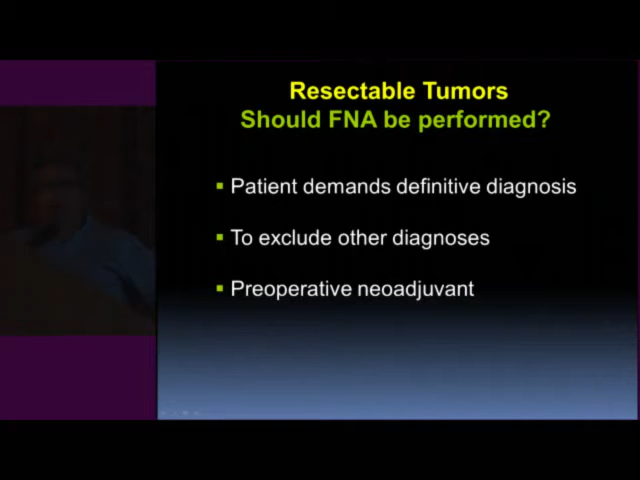 Resectable Tumors
Should FNA be performed?
Patient demands definitive diagnosis
To exclude other diagnoses
Preoperative neoadjuvant